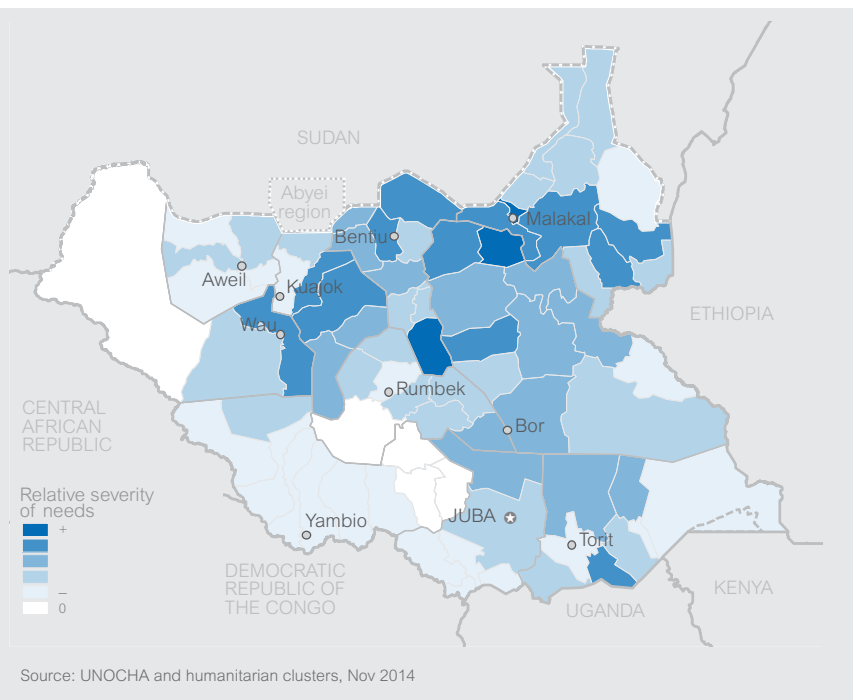 SUDAN
Abyei
region
Malakal
Bentiu
Aweil
Kuajok
ETHIOPIA
Wau
Rumbek
CENTRAL
AFRICAN
REPUBLIC
Bor
Relative severity
of needs
+
–
0
Yambio
JUBA
Torit
DEMOCRATIC
REPUBLIC OF
THE CONGO
UGANDA
KENYA
Source: UNOCHA and humanitarian clusters, Nov 2014